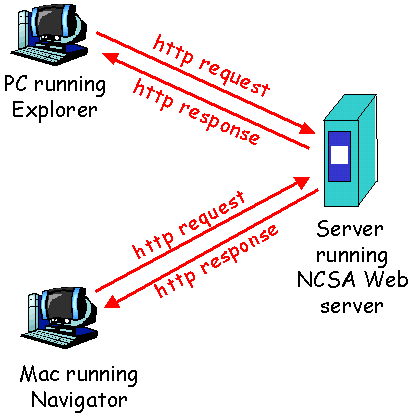 http request
PC running
Explorer
http response
http request
Server
running
NCSA Web
server
http response
Mac running
Navigator